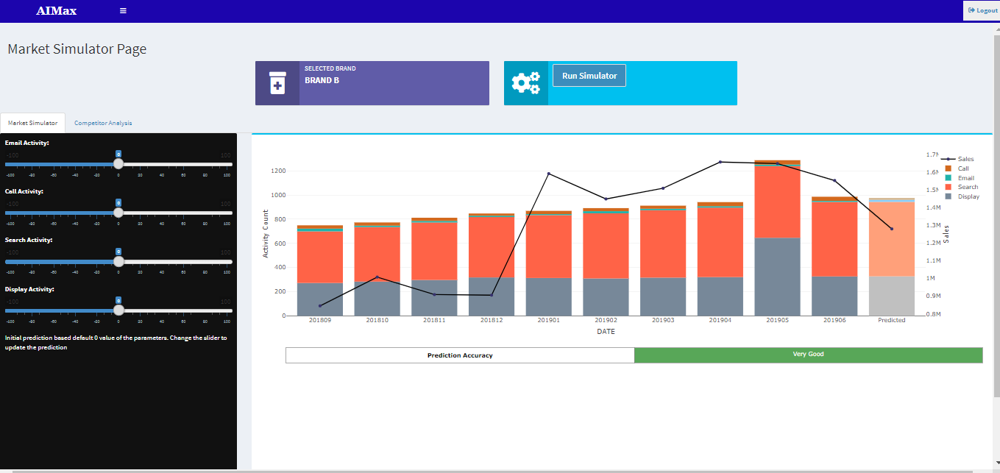 AIMax
Logout
Market Simulator Page
SELECTED BRAND
BRAND B
Run Simulator
Market Simulator
Competitor Analysis
Email Activity:
-100 0 100
-100 -80 -60 -40 -20 0 20 40 60 80 100
Call Activity:
-100 0 100
-100 -80 -60 -40 -20 0 20 40 60 80 100
Search Activity:
-100 0 100
-100 -80 -60 -40 -20 0 20 40 60 80 100
Display Activity:
-100 0 100
-100 -80 -60 -40 -20 0 20 40 60 80 100
Initial prediction based default 0 value of the parameters. Change the slider to
update the prediction
Activity Count
1200
1000
800
600
400
200
0
201809 201810 201811 201812 201901 201902 201903 201904 201905 201906 Predicted
DATE
1.7M
1.6M
1.5M
1.4M
1.3M
1.2M
1.1M
1M
0.9M
0.8M
Sales
Sales
Call
Email
Search
Display
Prediction Accuracy
Very Good